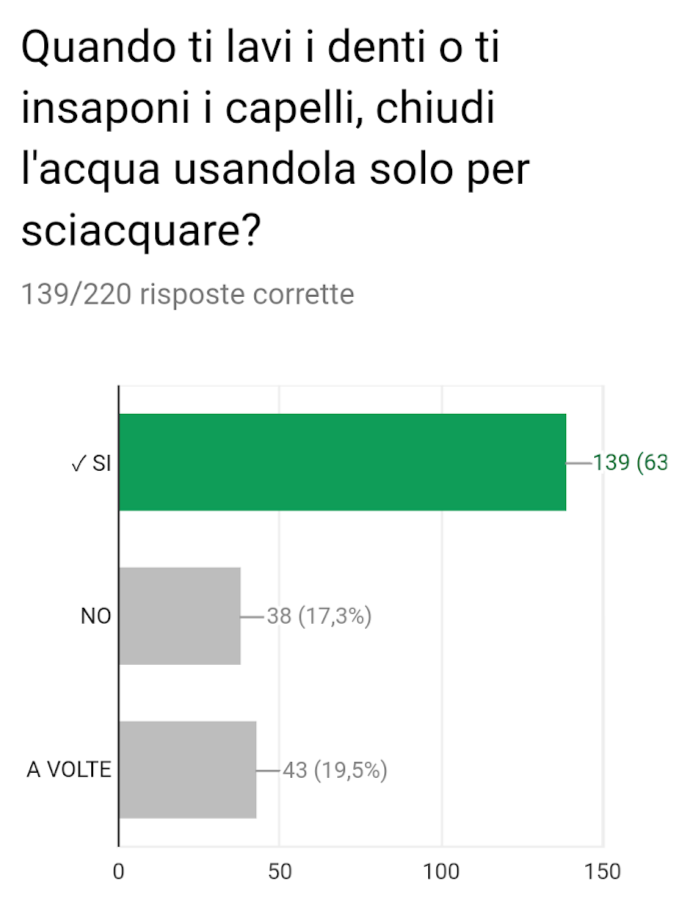 Quando ti lavi i denti o ti
insaponi i capelli, chiudi
l'acqua usandola solo per
sciacquare?
139/220 risposte corrette
✓ SI
139 (63
NO
38 (17,3%)
A VOLTE
43 (19,5%)
0 50 100 150